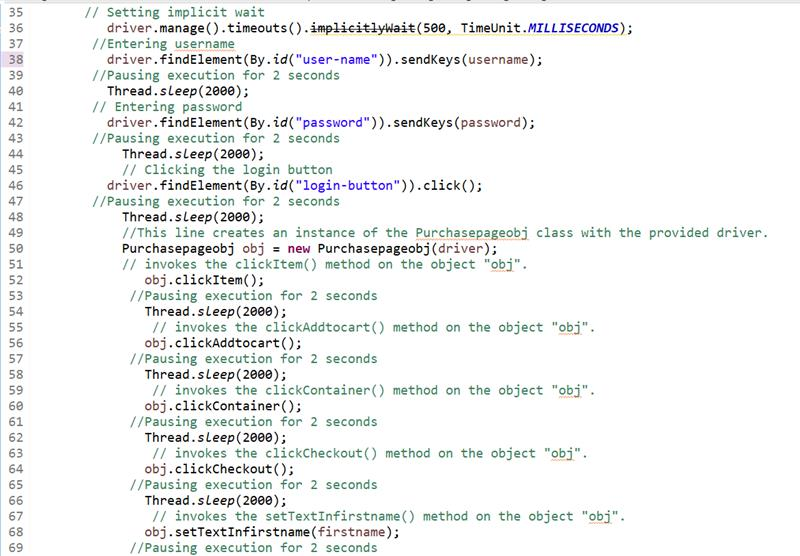 35 // Setting implicit wait
36 driver.manage().timeouts().implicitlyWait(500, TimeUnit.MILLISECONDS);
37 //Entering username
38 driver.findElement(By.id("user-name")).sendKeys(username);
39 //Pausing execution for 2 seconds
40 Thread.sleep(2000);
41 // Entering password
42 driver.findElement(By.id("password")).sendKeys(password);
43 //Pausing execution for 2 seconds
44 Thread.sleep(2000);
45 // Clicking the login button
46 driver.findElement(By.id("login-button")).click();
47 //Pausing execution for 2 seconds
48 Thread.sleep(2000);
49 //This line creates an instance of the Purchasepageobj class with the provided driver.
50 Purchasepageobj obj = new Purchasepageobj(driver);
51 // invokes the clickItem() method on the object "obj".
52 obj.clickItem();
53 //Pausing execution for 2 seconds
54 Thread.sleep(2000);
55 // invokes the clickAddtocart() method on the object "obj".
56 obj.clickAddtocart();
57 //Pausing execution for 2 seconds
58 Thread.sleep(2000);
59 // invokes the clickContainer() method on the object "obj".
60 obj.clickContainer();
61 //Pausing execution for 2 seconds
62 Thread.sleep(2000);
63 // invokes the clickCheckout() method on the object "obj".
64 obj.clickCheckout();
65 //Pausing execution for 2 seconds
66 Thread.sleep(2000);
67 // invokes the setTextInfirstname() method on the object "obj".
68 obj.setTextInfirstname(firstname);
69 //Pausing execution for 2 seconds